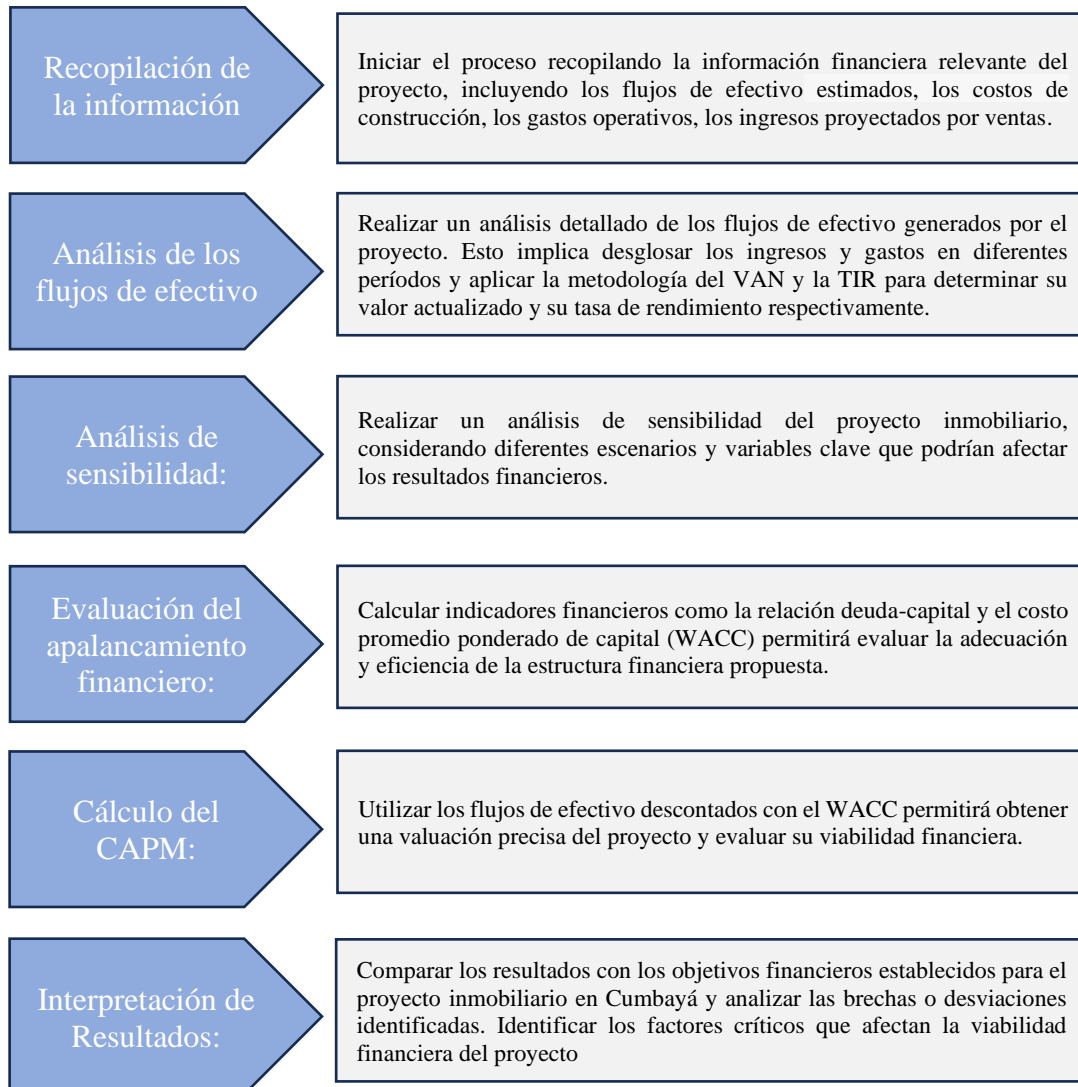 Recopilación de
la información
Iniciar el proceso recopilando la información financiera relevante del
proyecto, incluyendo los flujos de efectivo estimados, los costos de
construcción, los gastos operativos, los ingresos proyectados por ventas.
Análisis de los
flujos de efectivo
Realizar un análisis detallado de los flujos de efectivo generados por el
proyecto. Esto implica desglosar los ingresos y gastos en diferentes
períodos y aplicar la metodología del VAN y la TIR para determinar su
valor actualizado y su tasa de rendimiento respectivamente.
Análisis de
sensibilidad:
Realizar un análisis de sensibilidad del proyecto inmobiliario,
considerando diferentes escenarios y variables clave que podrían afectar
los resultados financieros.
Evaluación del
apalancamiento
financiero:
Calcular indicadores financieros como la relación deuda-capital y el costo
promedio ponderado de capital (WACC) permitirá evaluar la adecuación
y eficiencia de la estructura financiera propuesta.
Cálculo del
CAPM:
Utilizar los flujos de efectivo descontados con el WACC permitirá obtener
una valuación precisa del proyecto y evaluar su viabilidad financiera.
Interpretación de
Resultados:
Comparar los resultados con los objetivos financieros establecidos para el
proyecto inmobiliario en Cumbayá y analizar las brechas o desviaciones
identificadas. Identificar los factores críticos que afectan la viabilidad
financiera del proyecto